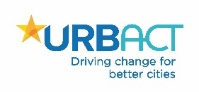 URBACT
Driving change for
better cities